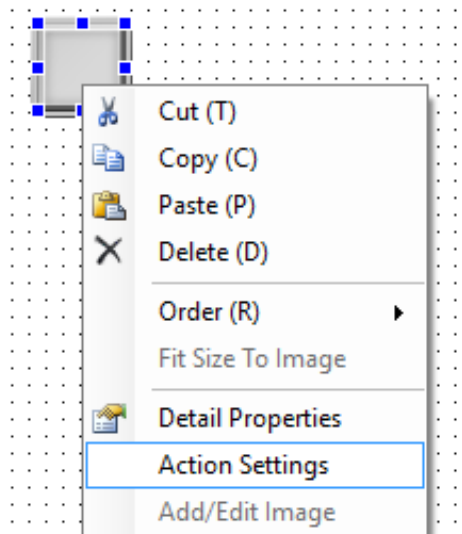 Cut (T)
Copy (C)
Paste (P)
Delete (D)
Order (R)
Fit Size To Image
Detail Properties
Action Settings
Add/Edit Image